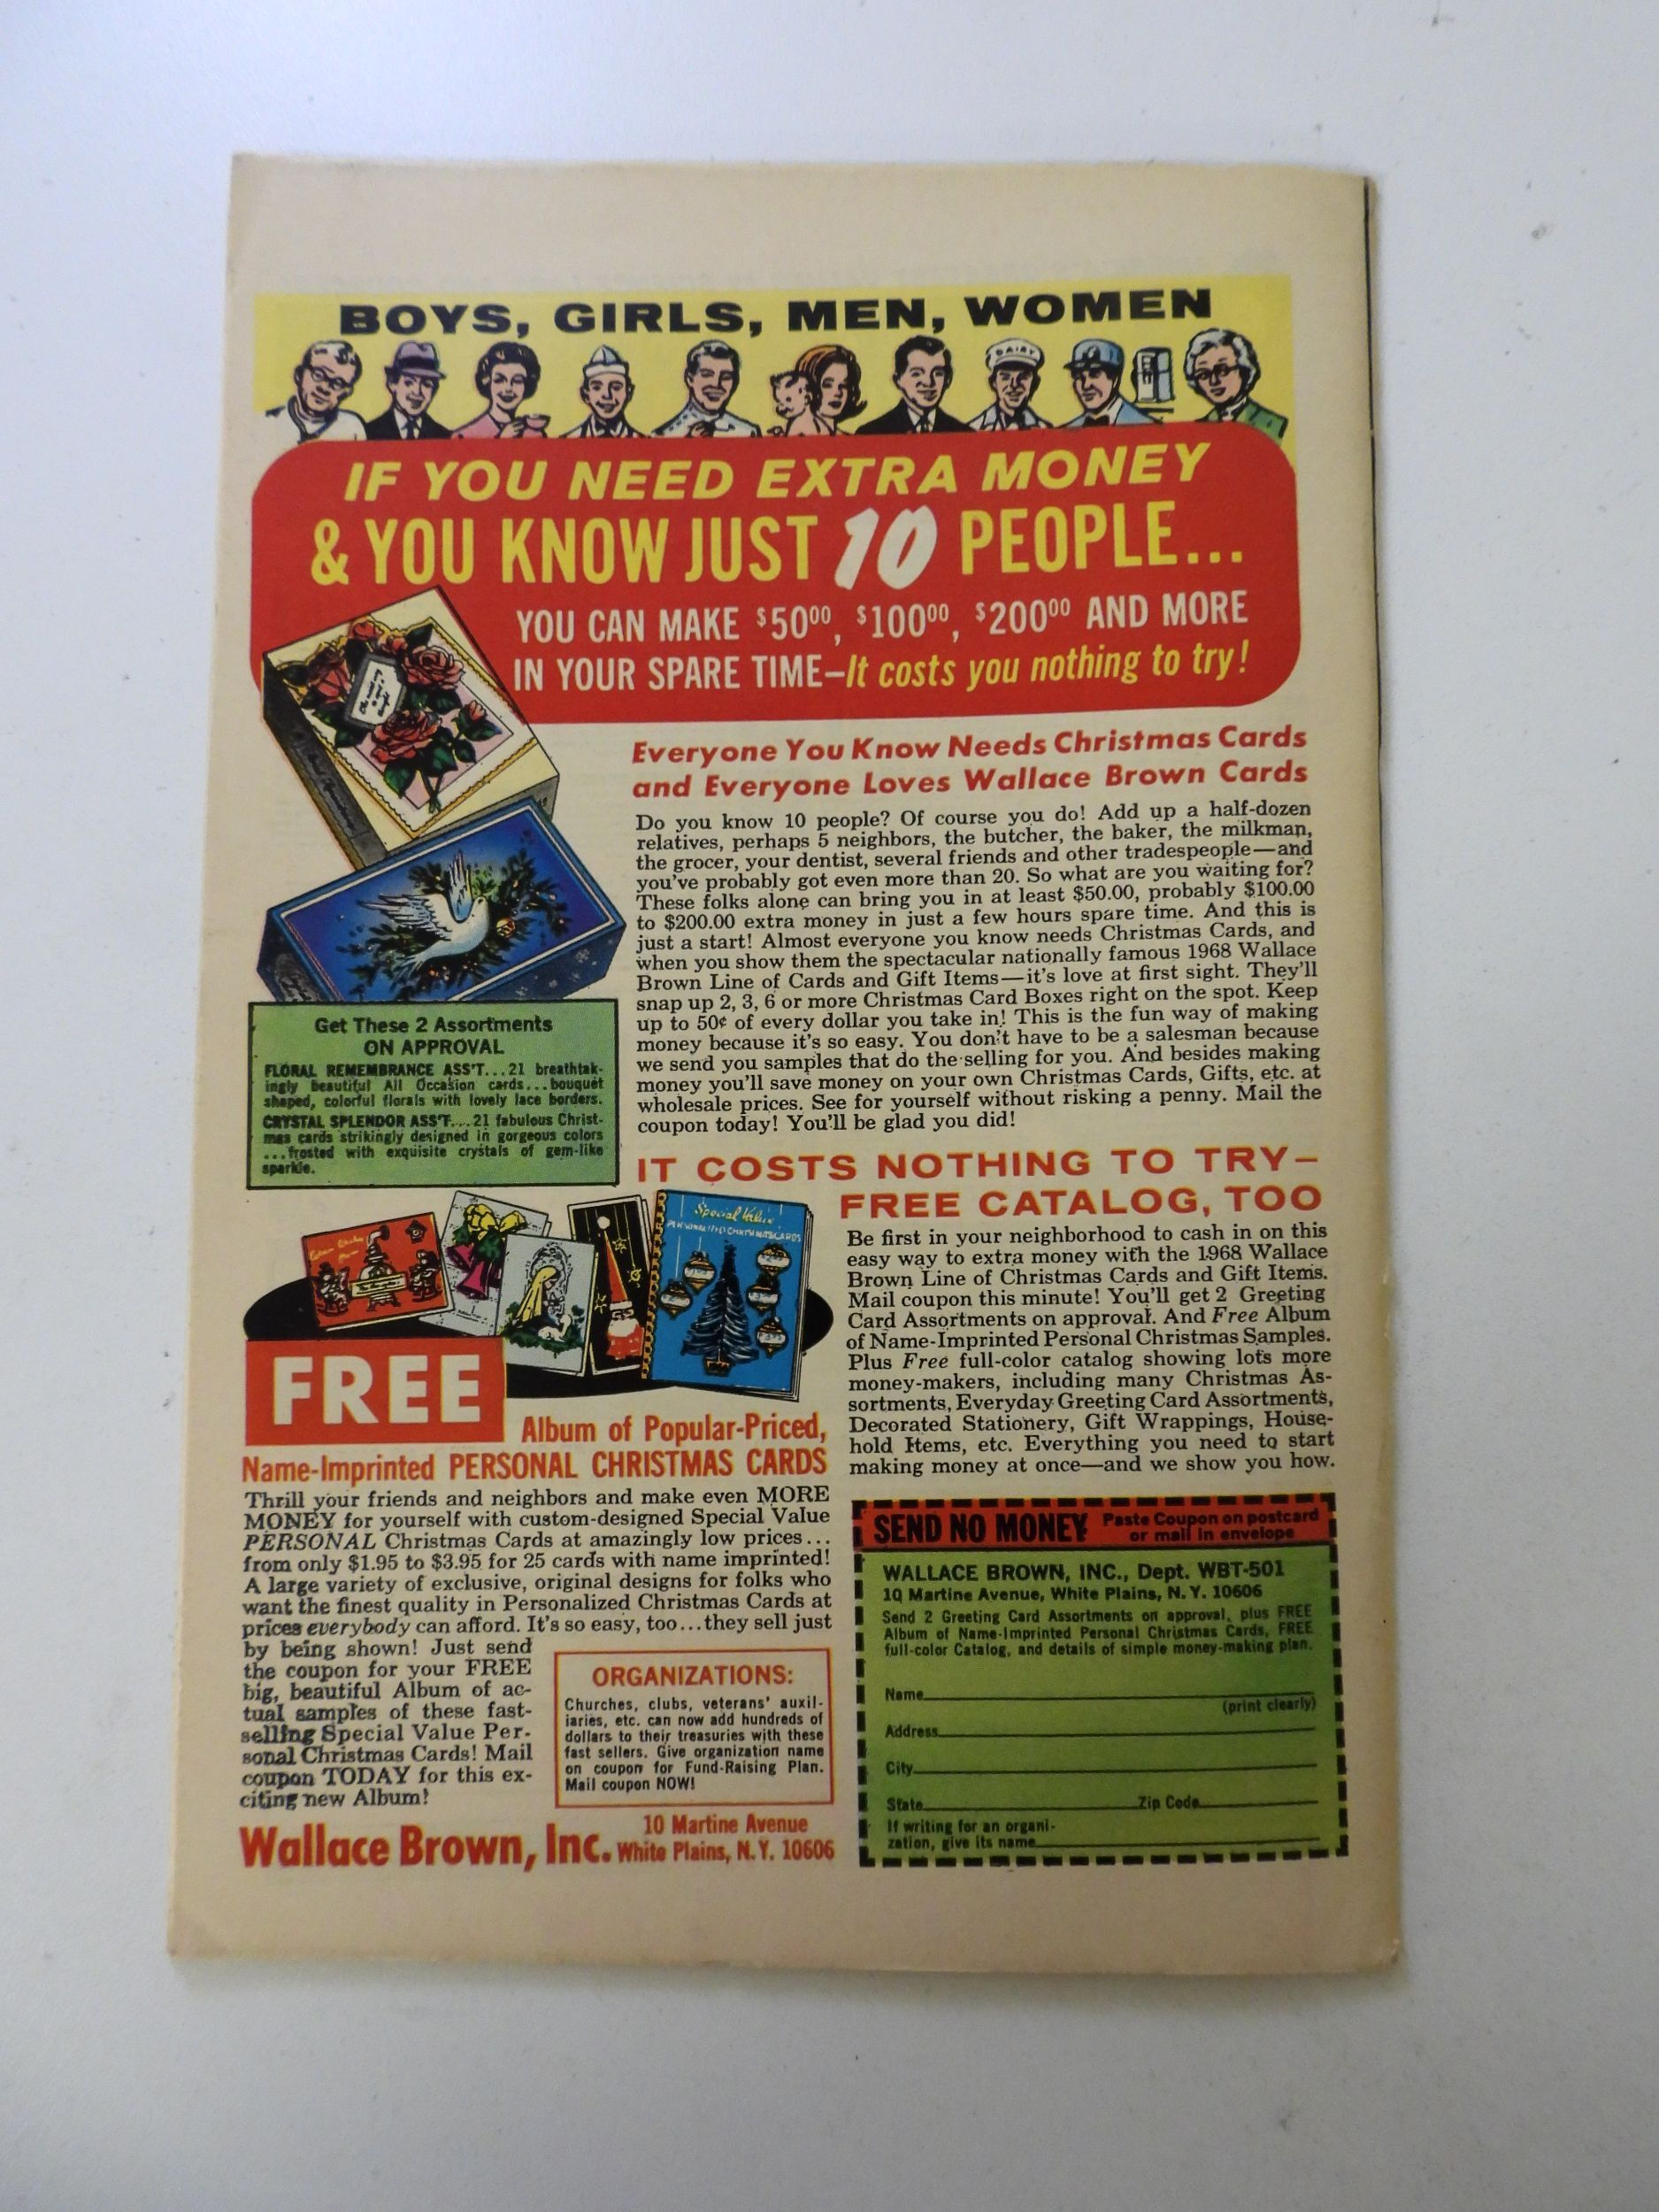 BOYS, GIRLS, MEN, WOMEN
DAIRY
IF YOU NEED EXTRA MONEY
& YOU KNOW JUST 10 PEOPLE...
YOU CAN MAKE $50⁰⁰, $100⁰⁰, $200⁰⁰ AND MORE
IN YOUR SPARE TIME—It costs you nothing to try!
Everyone You Know Needs Christmas Cards
and Everyone Loves Wallace Brown Cards
Do you know 10 people? Of course you do! Add up a half-dozen
relatives, perhaps 5 neighbors, the butcher, the baker, the milkman,
the grocer, your dentist, several friends and other tradespeople—and
you've probably got even more than 20. So what are you waiting for?
These folks alone can bring you in at least $50.00, probably $100.00
to $200.00 extra money in just a few hours spare time. And this is
just a start! Almost everyone you know needs Christmas Cards, and
when you show them the spectacular nationally famous 1968 Wallace
Brown Line of Cards and Gift Items—it's love at first sight. They'll
snap up 2, 3, 6 or more Christmas Card Boxes right on the spot. Keep
up to 50¢ of every dollar you take in! This is the fun way of making
money because it's so easy. You don't have to be a salesman because
we send you samples that do the selling for you. And besides making
money you'll save money on your own Christmas Cards, Gifts, etc. at
wholesale prices. See for yourself without risking a penny. Mail the
coupon today! You'll be glad you did!
Get These 2 Assortments
ON APPROVAL
FLORAL REMEMBRANCE ASS'T...21 breathtak-
ingly beautiful All Occasion cards...bouquet
shaped, colorful florals with lovely lace borders.
CRYSTAL SPLENDOR ASS'T...21 fabulous Christ-
mas cards strikingly designed in gorgeous colors
...frosted with exquisite crystals of gem-like
sparkle.
IT COSTS NOTHING TO TRY—
FREE CATALOG, TOO
Be first in your neighborhood to cash in on this
easy way to extra money with the 1968 Wallace
Brown Line of Christmas Cards and Gift Items.
Mail coupon this minute! You'll get 2 Greeting
Card Assortments on approval. And Free Album
of Name-Imprinted Personal Christmas Samples.
Plus Free full-color catalog showing lots more
money-makers, including many Christmas As-
sortments, Everyday Greeting Card Assortments,
Decorated Stationery, Gift Wrappings, House-
hold Items, etc. Everything you need to start
making money at once—and we show you how.
Special Value
PERSONALIZED CHRISTMAS CARDS
FREE
Album of Popular-Priced,
Name-Imprinted PERSONAL CHRISTMAS CARDS
Thrill your friends and neighbors and make even MORE
MONEY for yourself with custom-designed Special Value
PERSONAL Christmas Cards at amazingly low prices...
from only $1.95 to $3.95 for 25 cards with name imprinted!
A large variety of exclusive, original designs for folks who
want the finest quality in Personalized Christmas Cards at
prices everybody can afford. It's so easy, too...they sell just
by being shown! Just send
the coupon for your FREE
big, beautiful Album of ac-
tual samples of these fast-
selling Special Value Per-
sonal Christmas Cards! Mail
coupon TODAY for this ex-
citing new Album!
ORGANIZATIONS:
Churches, clubs, veterans' auxil-
iaries, etc. can now add hundreds of
dollars to their treasuries with these
fast sellers. Give organization name
on coupon for Fund-Raising Plan.
Mail coupon NOW!
Wallace Brown, Inc.
10 Martine Avenue
White Plains, N.Y. 10606
SEND NO MONEY
Paste Coupon on postcard
or mail in envelope
WALLACE BROWN, INC., Dept. WBT-501
10 Martine Avenue, White Plains, N.Y. 10606
Send 2 Greeting Card Assortments on approval, plus FREE
Album of Name-Imprinted Personal Christmas Cards, FREE
full-color Catalog, and details of simple money-making plan.
Name
(print clearly)
Address
City
State Zip Code
If writing for an organi-
zation, give its name